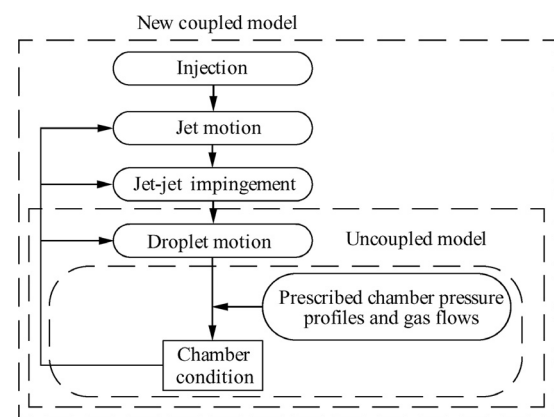 New coupled model
Injection
Jet motion
Jet-jet impingement
Droplet motion
Uncoupled model
Prescribed chamber pressure
profiles and gas flows
Chamber
condition